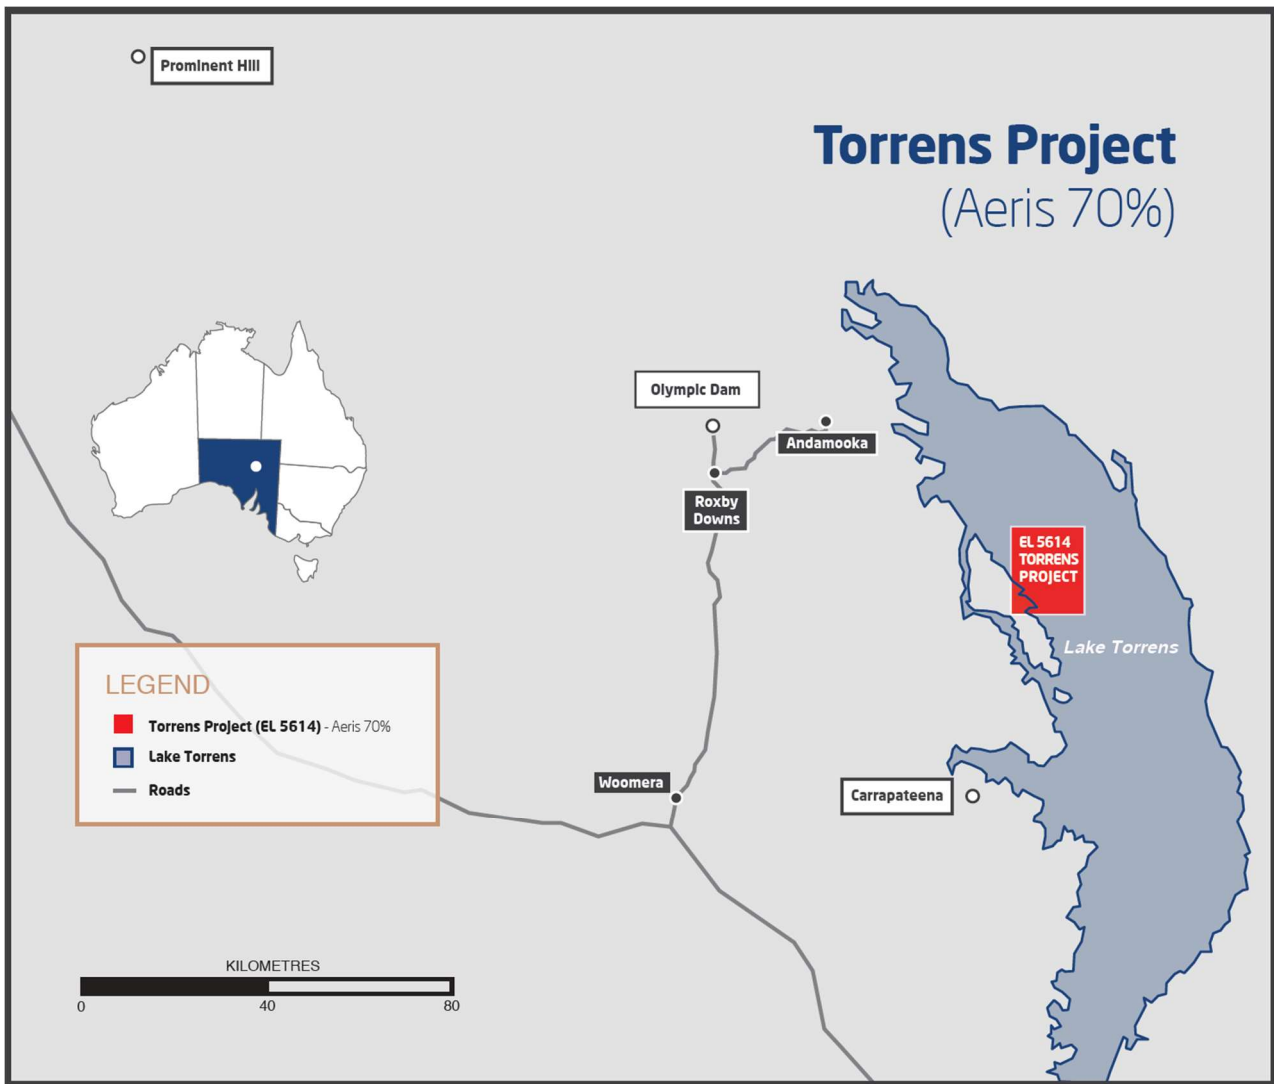 Prominent Hill
Torrens Project
(Aeris 70%)
Olympic Dam
Andamooka
Roxby
Downs
EL 5614
TORRENS
PROJECT
Lake Torrens
LEGEND
Torrens Project (EL 5614) - Aeris 70%
Lake Torrens
Roads
Woomera
Carrapateena
KILOMETRES
0 40 80